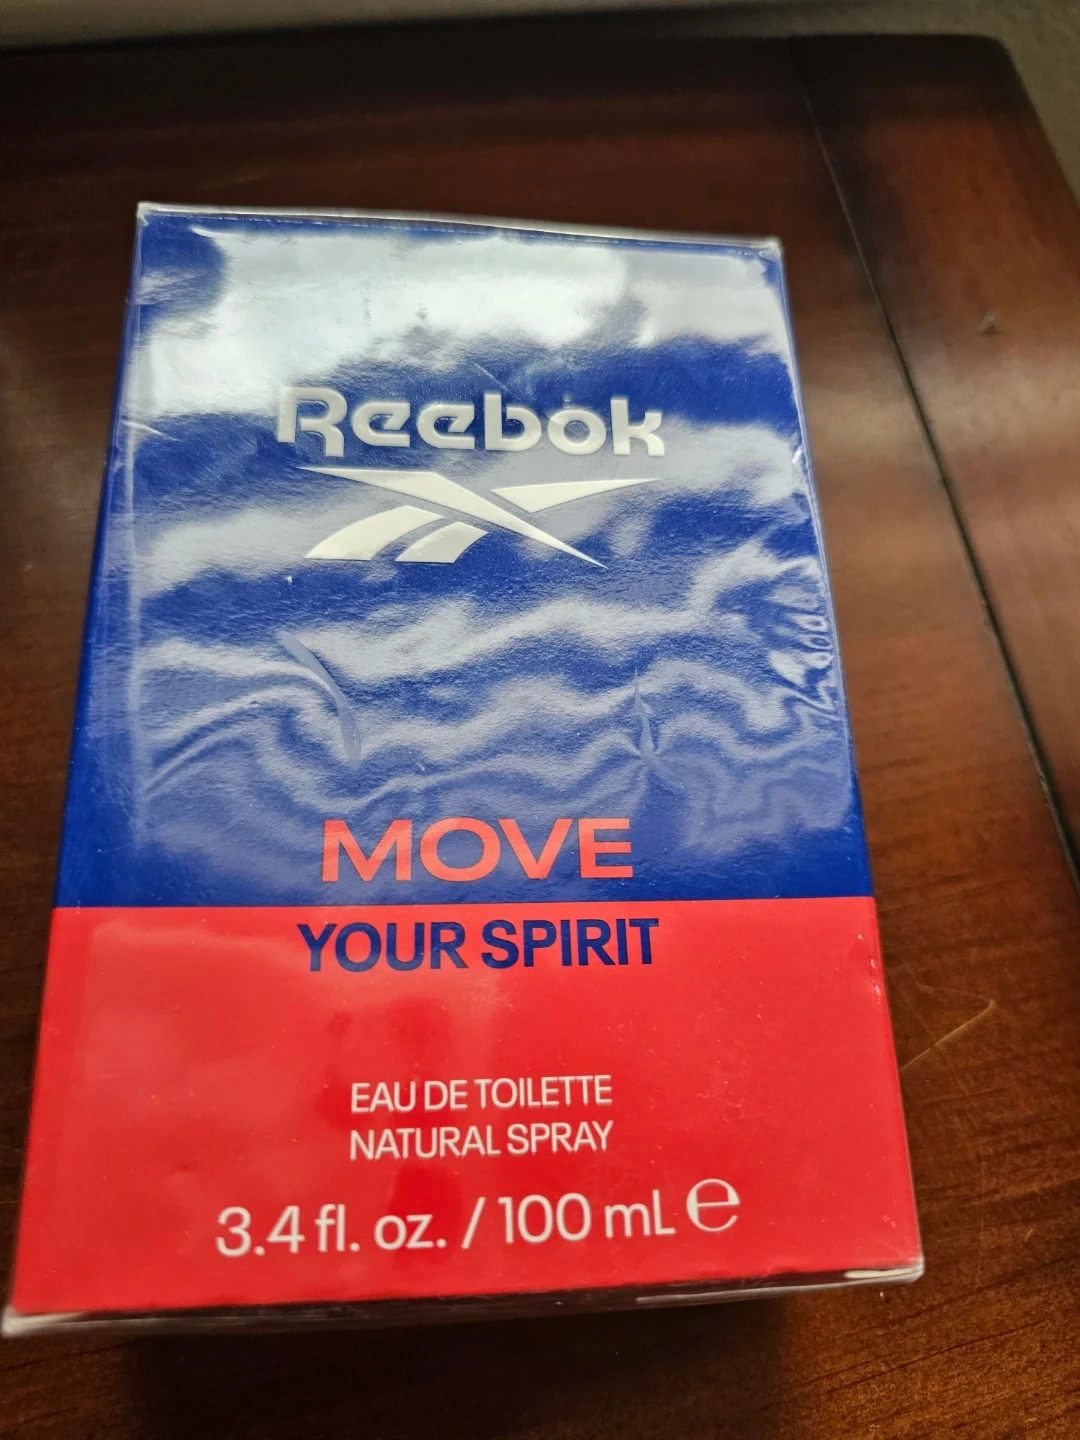 Reebok
MOVE
YOUR SPIRIT
EAU DE TOILETTE
NATURAL SPRAY
3.4 fl. oz. / 100 mL ℮